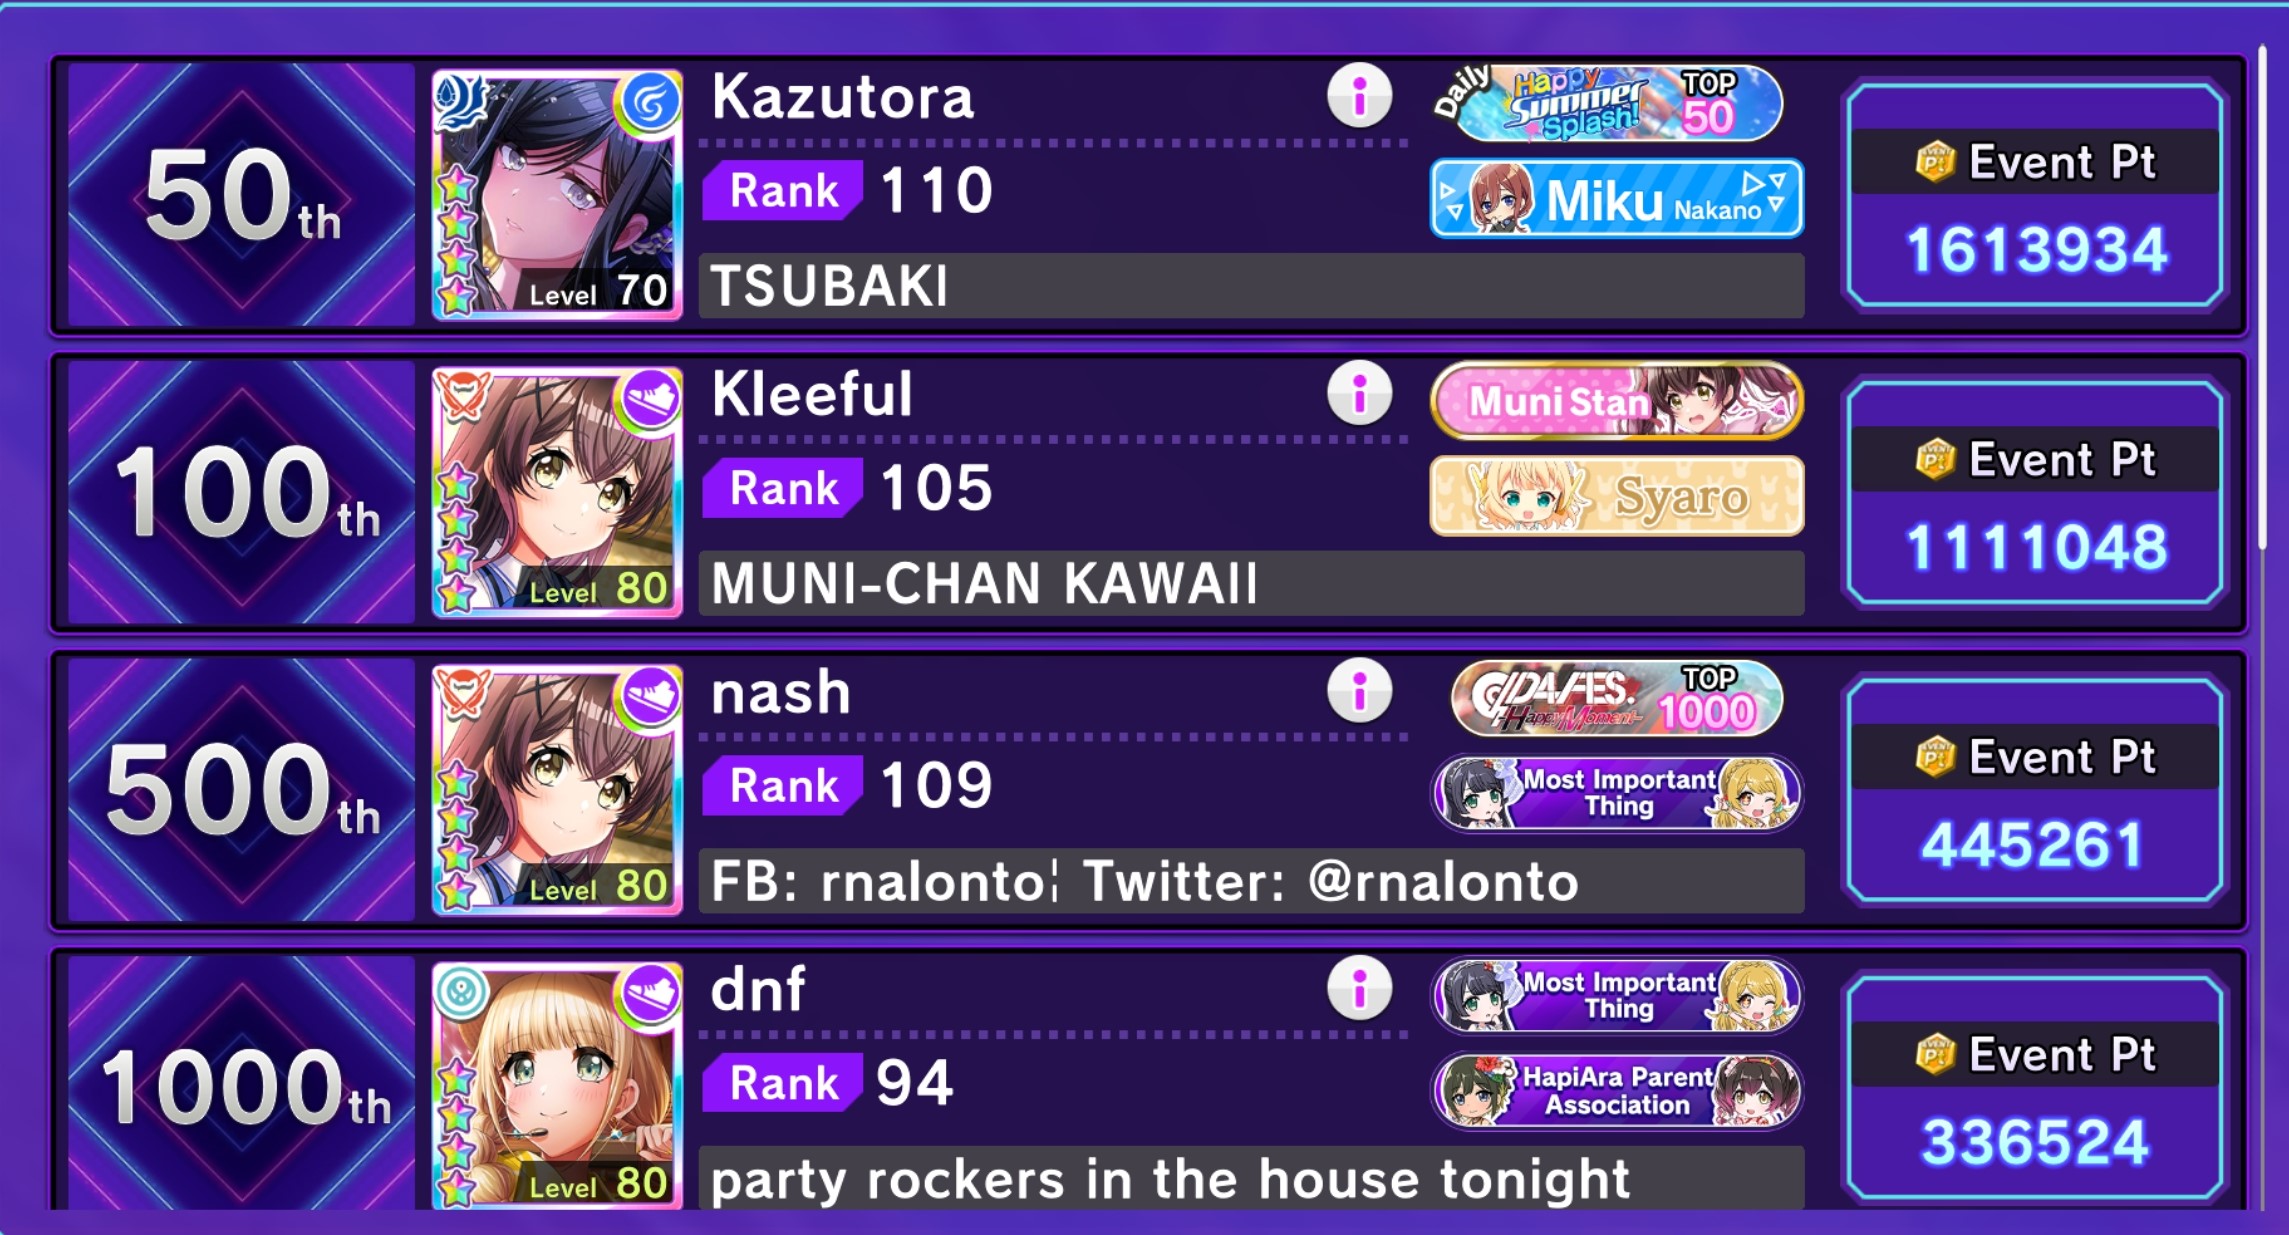 50th
Kazutora
Daily Happy Summer Splash! TOP 50
Rank 110
Miku Nakano
Event Pt
1613934
Level 70
TSUBAKI
100th
Kleeful
Muni Stan
Rank 105
Syaro
Event Pt
1111048
Level 80
MUNI-CHAN KAWAII
500th
nash
D4FES. -Happy Moment- TOP 1000
Rank 109
Most Important
Thing
Event Pt
445261
Level 80
FB: rnalonto¦ Twitter: @rnalonto
1000th
dnf
Most Important
Thing
Rank 94
HapiAra Parent
Association
Event Pt
336524
Level 80
party rockers in the house tonight